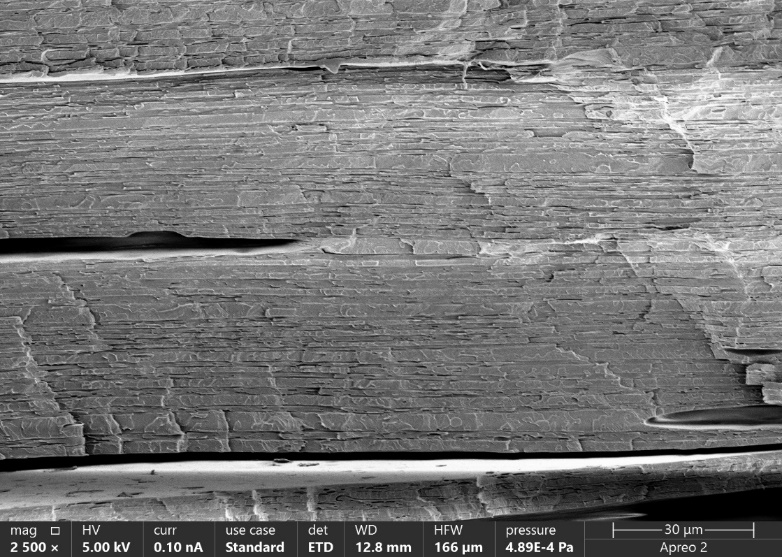 mag □ HV curr use case det WD HFW pressure 30 µm
2 500 × 5.00 kV 0.10 nA Standard ETD 12.8 mm 166 µm 4.89E-4 Pa Apreo 2